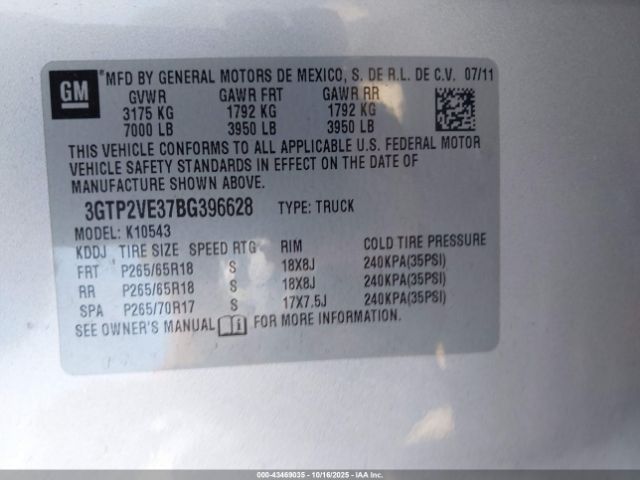 GM
MFD BY GENERAL MOTORS DE MEXICO, S. DE R.L. DE C.V. 07/11
GVWR GAWR FRT GAWR RR
3175 KG 1792 KG 1792 KG
7000 LB 3950 LB 3950 LB
THIS VEHICLE CONFORMS TO ALL APPLICABLE U.S. FEDERAL MOTOR
VEHICLE SAFETY STANDARDS IN EFFECT ON THE DATE OF
MANUFACTURE SHOWN ABOVE.
3GTP2VE37BG396628 TYPE: TRUCK
MODEL: K10543
KDDJ TIRE SIZE SPEED RTG RIM COLD TIRE PRESSURE
FRT P265/65R18 S 18X8J 240KPA(35PSI)
RR P265/65R18 S 18X8J 240KPA(35PSI)
SPA P265/70R17 S 17X7.5J 240KPA(35PSI)
SEE OWNER'S MANUAL FOR MORE INFORMATION.
000-43469035 - 10/16/2025 - IAA Inc.